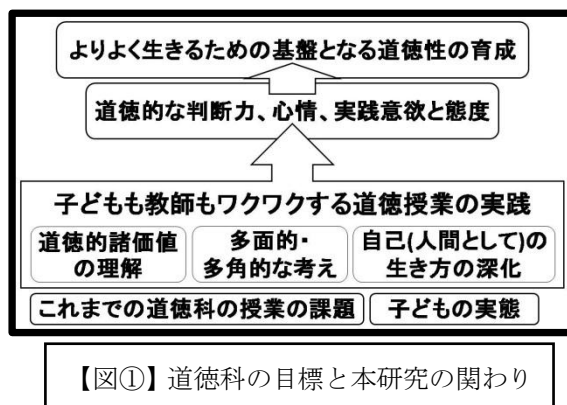 よりよく生きるための基盤となる道徳性の育成
道徳的な判断力、心情、実践意欲と態度
子どもも教師もワクワクする道徳授業の実践
道徳的諸価値
の理解
多面的・
多角的な考え
自己(人間として)の
生き方の深化
これまでの道徳科の授業の課題
子どもの実態
【図①】道徳科の目標と本研究の関わり